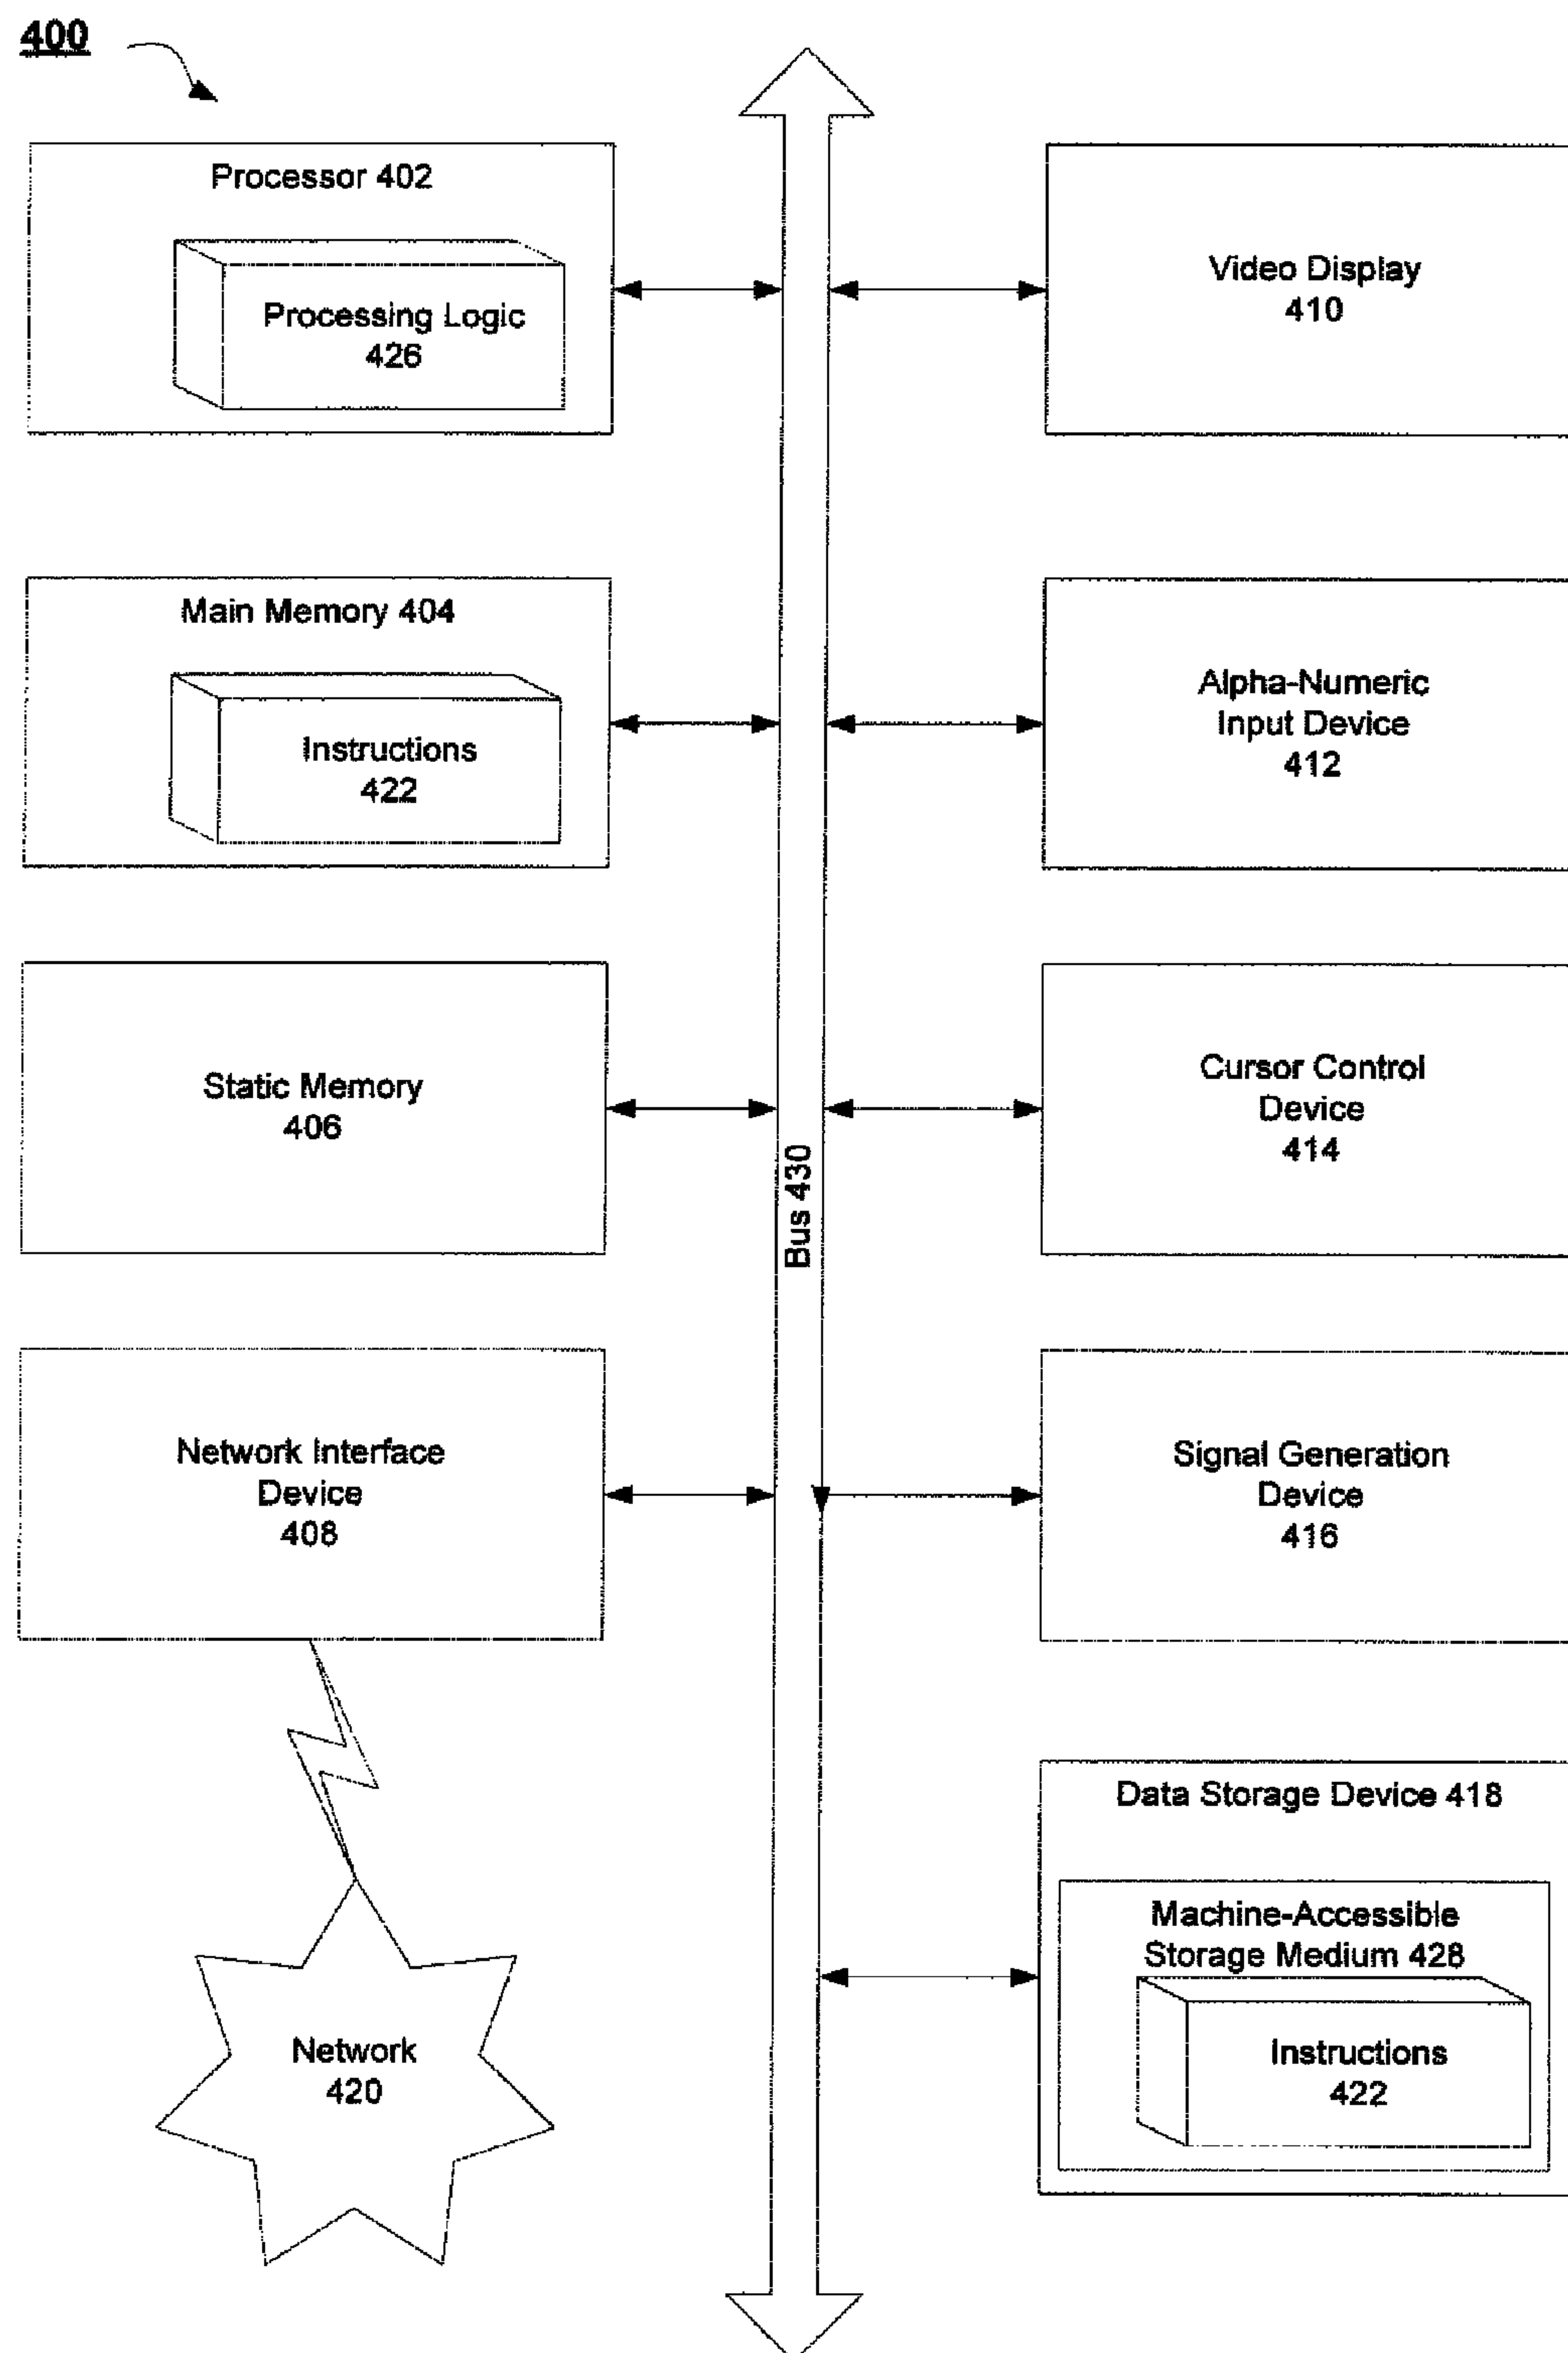 400
Processor 402
Processing Logic
426
Main Memory 404
Instructions
422
Static Memory
406
Network Interface
Device
408
Network
420
Bus 430
Video Display
410
Alpha-Numeric
Input Device
412
Cursor Control
Device
414
Signal Generation
Device
416
Data Storage Device 418
Machine-Accessible
Storage Medium 428
Instructions
422